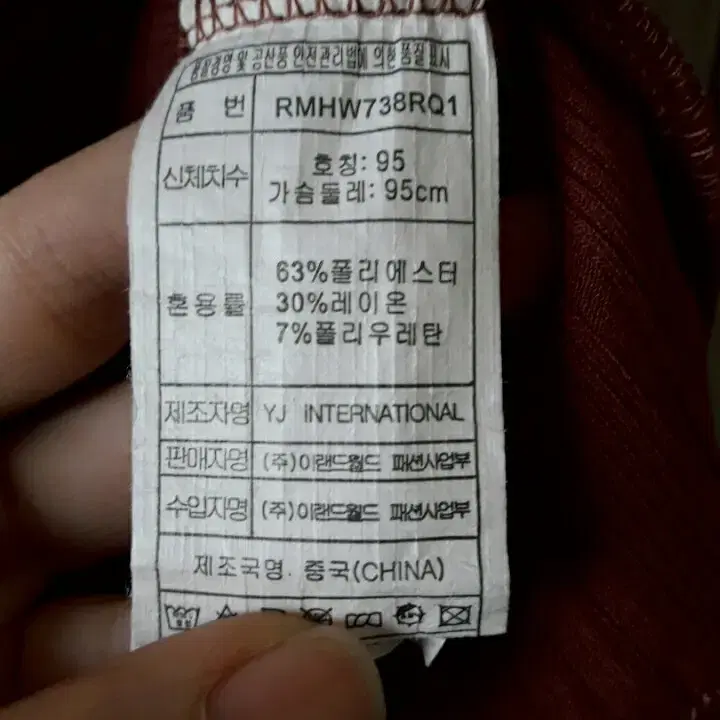 품질경영 및 공산품 안전관리법에 의한 품질 표시
품 번 RMHW738RQ1
신체치수 호칭: 95
가슴둘레: 95cm
혼용률 63%폴리에스터
30%레이온
7%폴리우레탄
제조자명 YJ INTERNATIONAL
판매자명 (주)이랜드월드 패션사업부
수입자명 (주)이랜드월드 패션사업부
제조국명. 중국(CHINA)